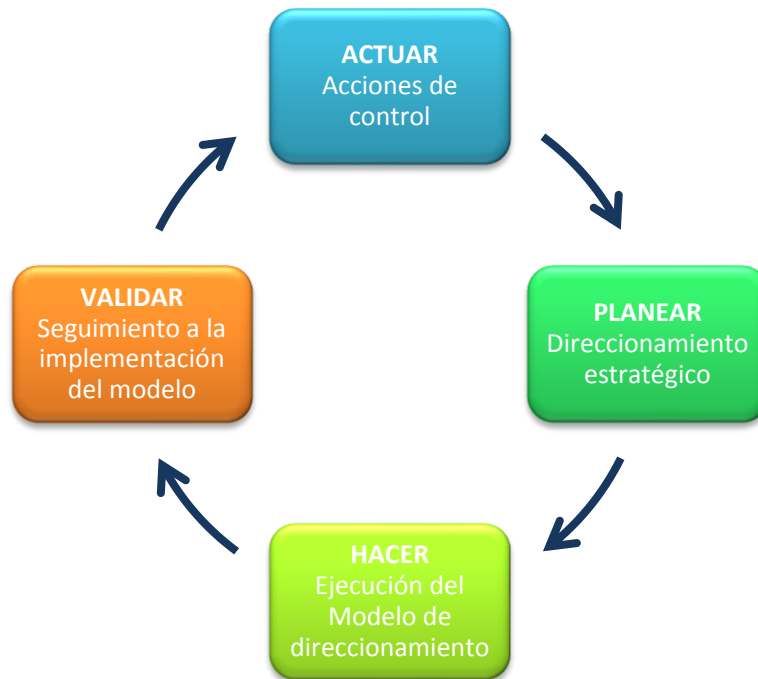 ACTUAR
Acciones de
control
VALIDAR
Seguimiento a la
implementación
del modelo
PLANEAR
Direccionamiento
estratégico
HACER
Ejecución del
Modelo de
direccionamiento